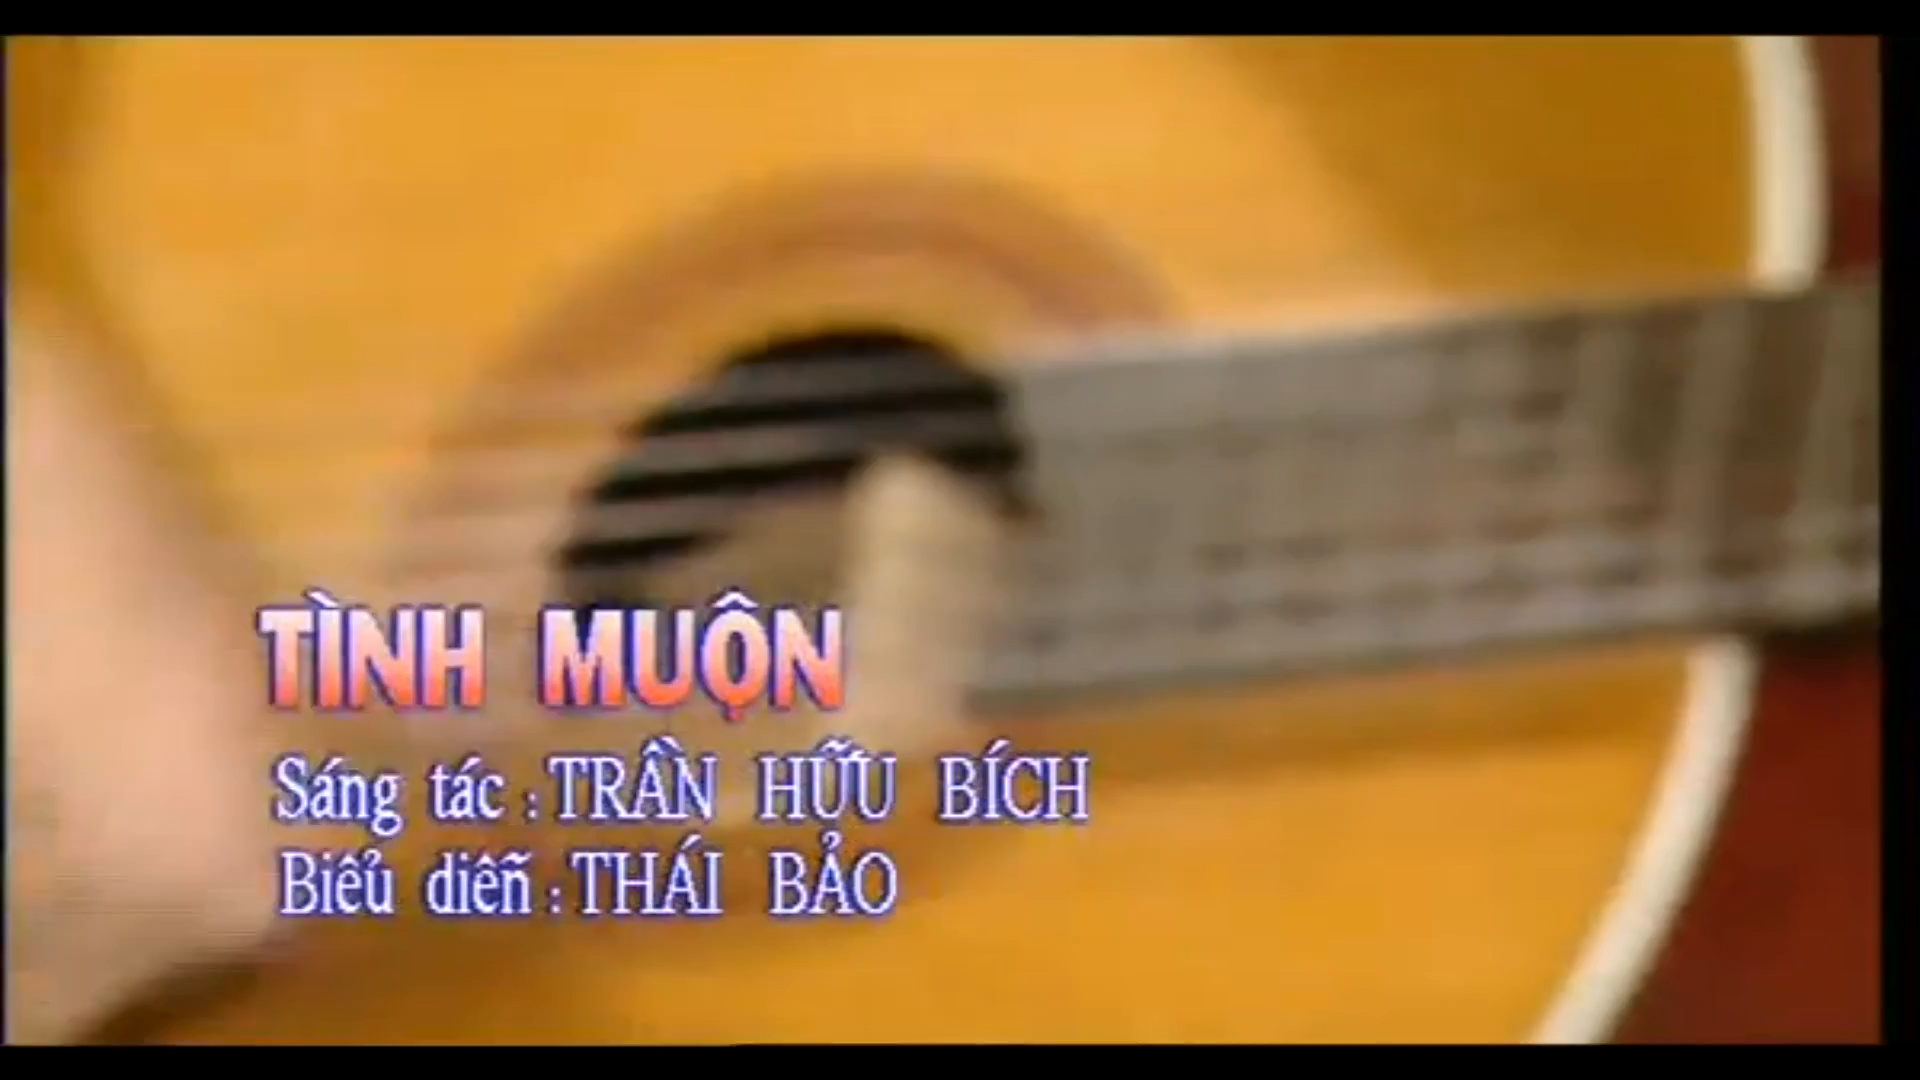 TÌNH MUỘN
Sáng tác : TRẦN HỮU BÍCH
Biểu diễn : THÁI BẢO